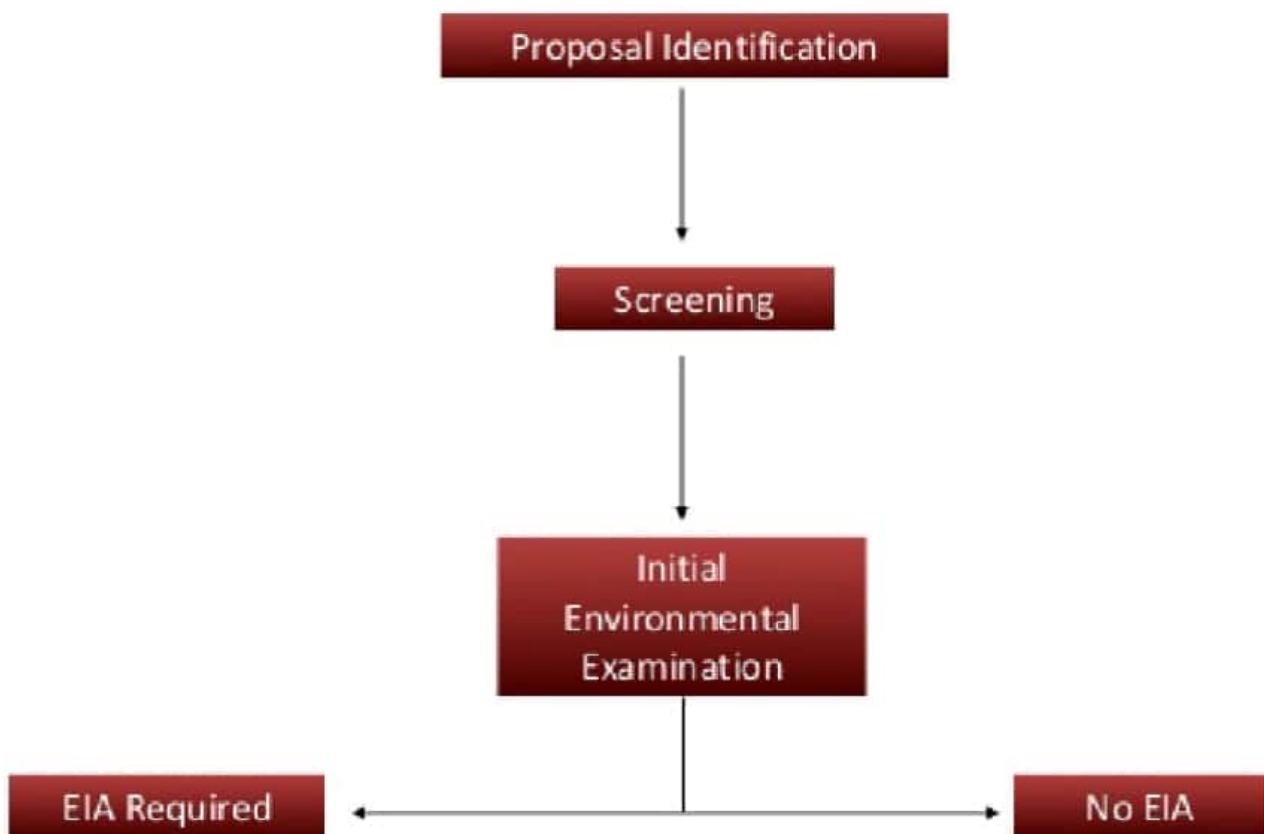 Proposal Identification
Screening
Initial
Environmental
Examination
EIA Required
No EIA